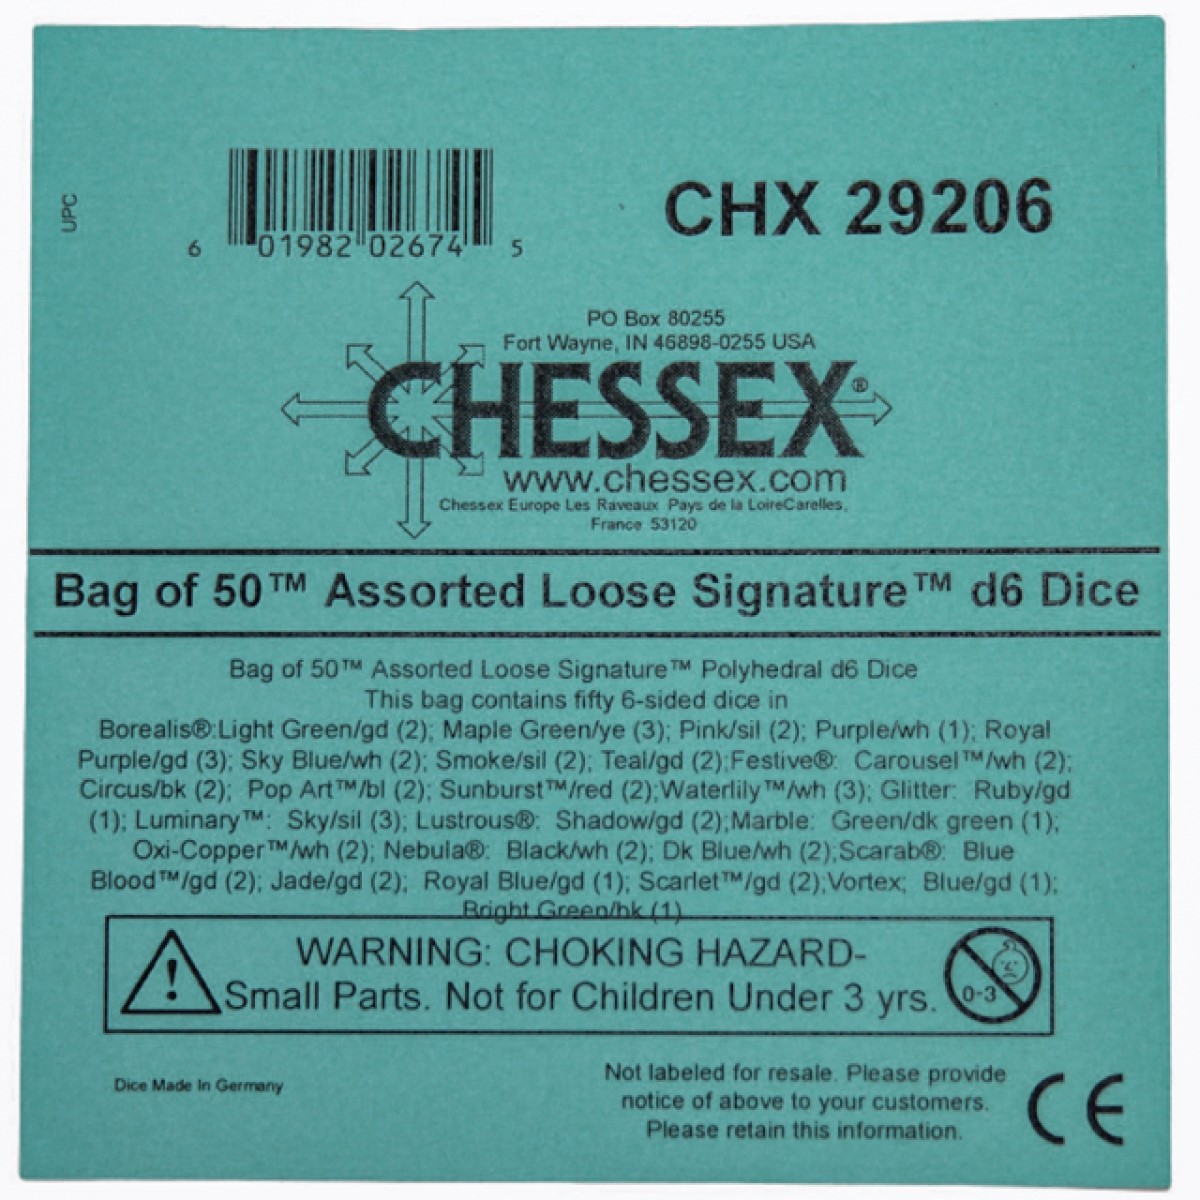 UPC
6 01982 02674 5
CHX 29206
PO Box 80255
Fort Wayne, IN 46898-0255 USA
CHESSEX®
www.chessex.com
Chessex Europe Les Raveaux Pays de la LoireCarelles,
France 53120
Bag of 50™ Assorted Loose Signature™ d6 Dice
Bag of 50™ Assorted Loose Signature™ Polyhedral d6 Dice
This bag contains fifty 6-sided dice in
Borealis®:Light Green/gd (2); Maple Green/ye (3); Pink/sil (2); Purple/wh (1); Royal
Purple/gd (3); Sky Blue/wh (2); Smoke/sil (2); Teal/gd (2);Festive®: Carousel™/wh (2);
Circus/bk (2); Pop Art™/bl (2); Sunburst™/red (2);Waterlily™/wh (3); Glitter: Ruby/gd
(1); Luminary™: Sky/sil (3); Lustrous®: Shadow/gd (2);Marble: Green/dk green (1);
Oxi-Copper™/wh (2); Nebula®: Black/wh (2); Dk Blue/wh (2);Scarab®: Blue
Blood™/gd (2); Jade/gd (2); Royal Blue/gd (1); Scarlet™/gd (2);Vortex; Blue/gd (1);
Bright Green/bk (1)
WARNING: CHOKING HAZARD-
! Small Parts. Not for Children Under 3 yrs.
0-3
Dice Made In Germany
Not labeled for resale. Please provide
notice of above to your customers.
Please retain this information.
CE